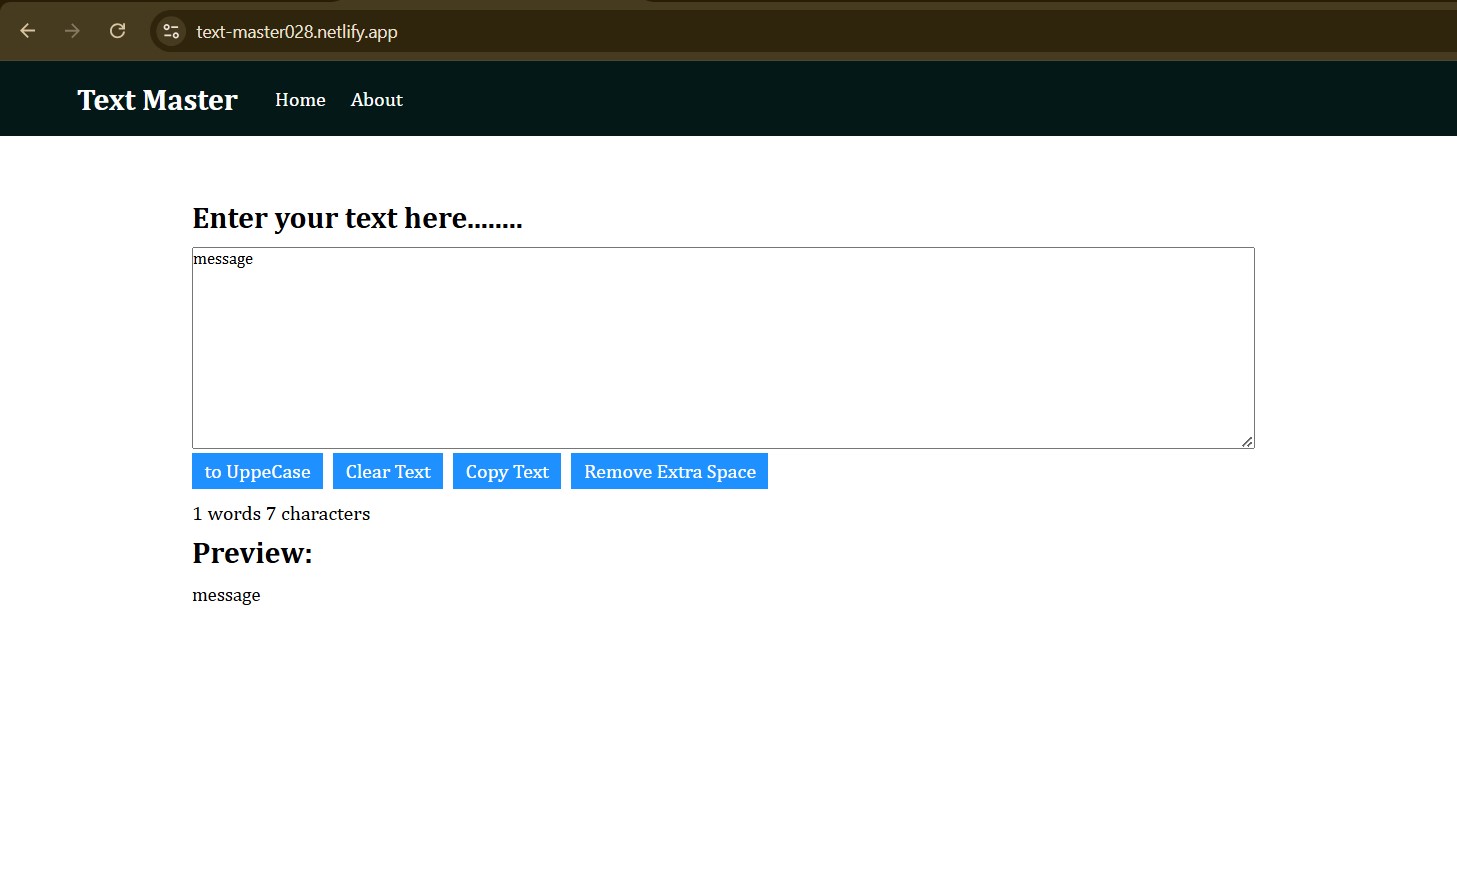 text-master028.netlify.app
Text Master Home About
Enter your text here........
message
to UppeCase Clear Text Copy Text Remove Extra Space
1 words 7 characters
Preview:
message